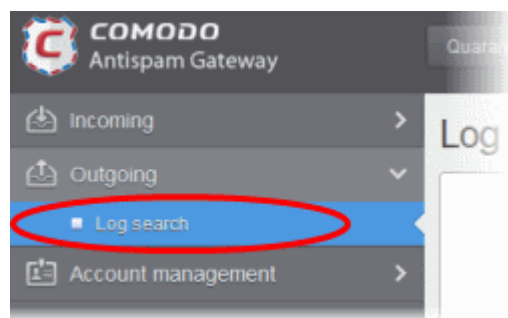 COMODO
Antispam Gateway
Incoming
Outgoing
Log search
Account management
Log